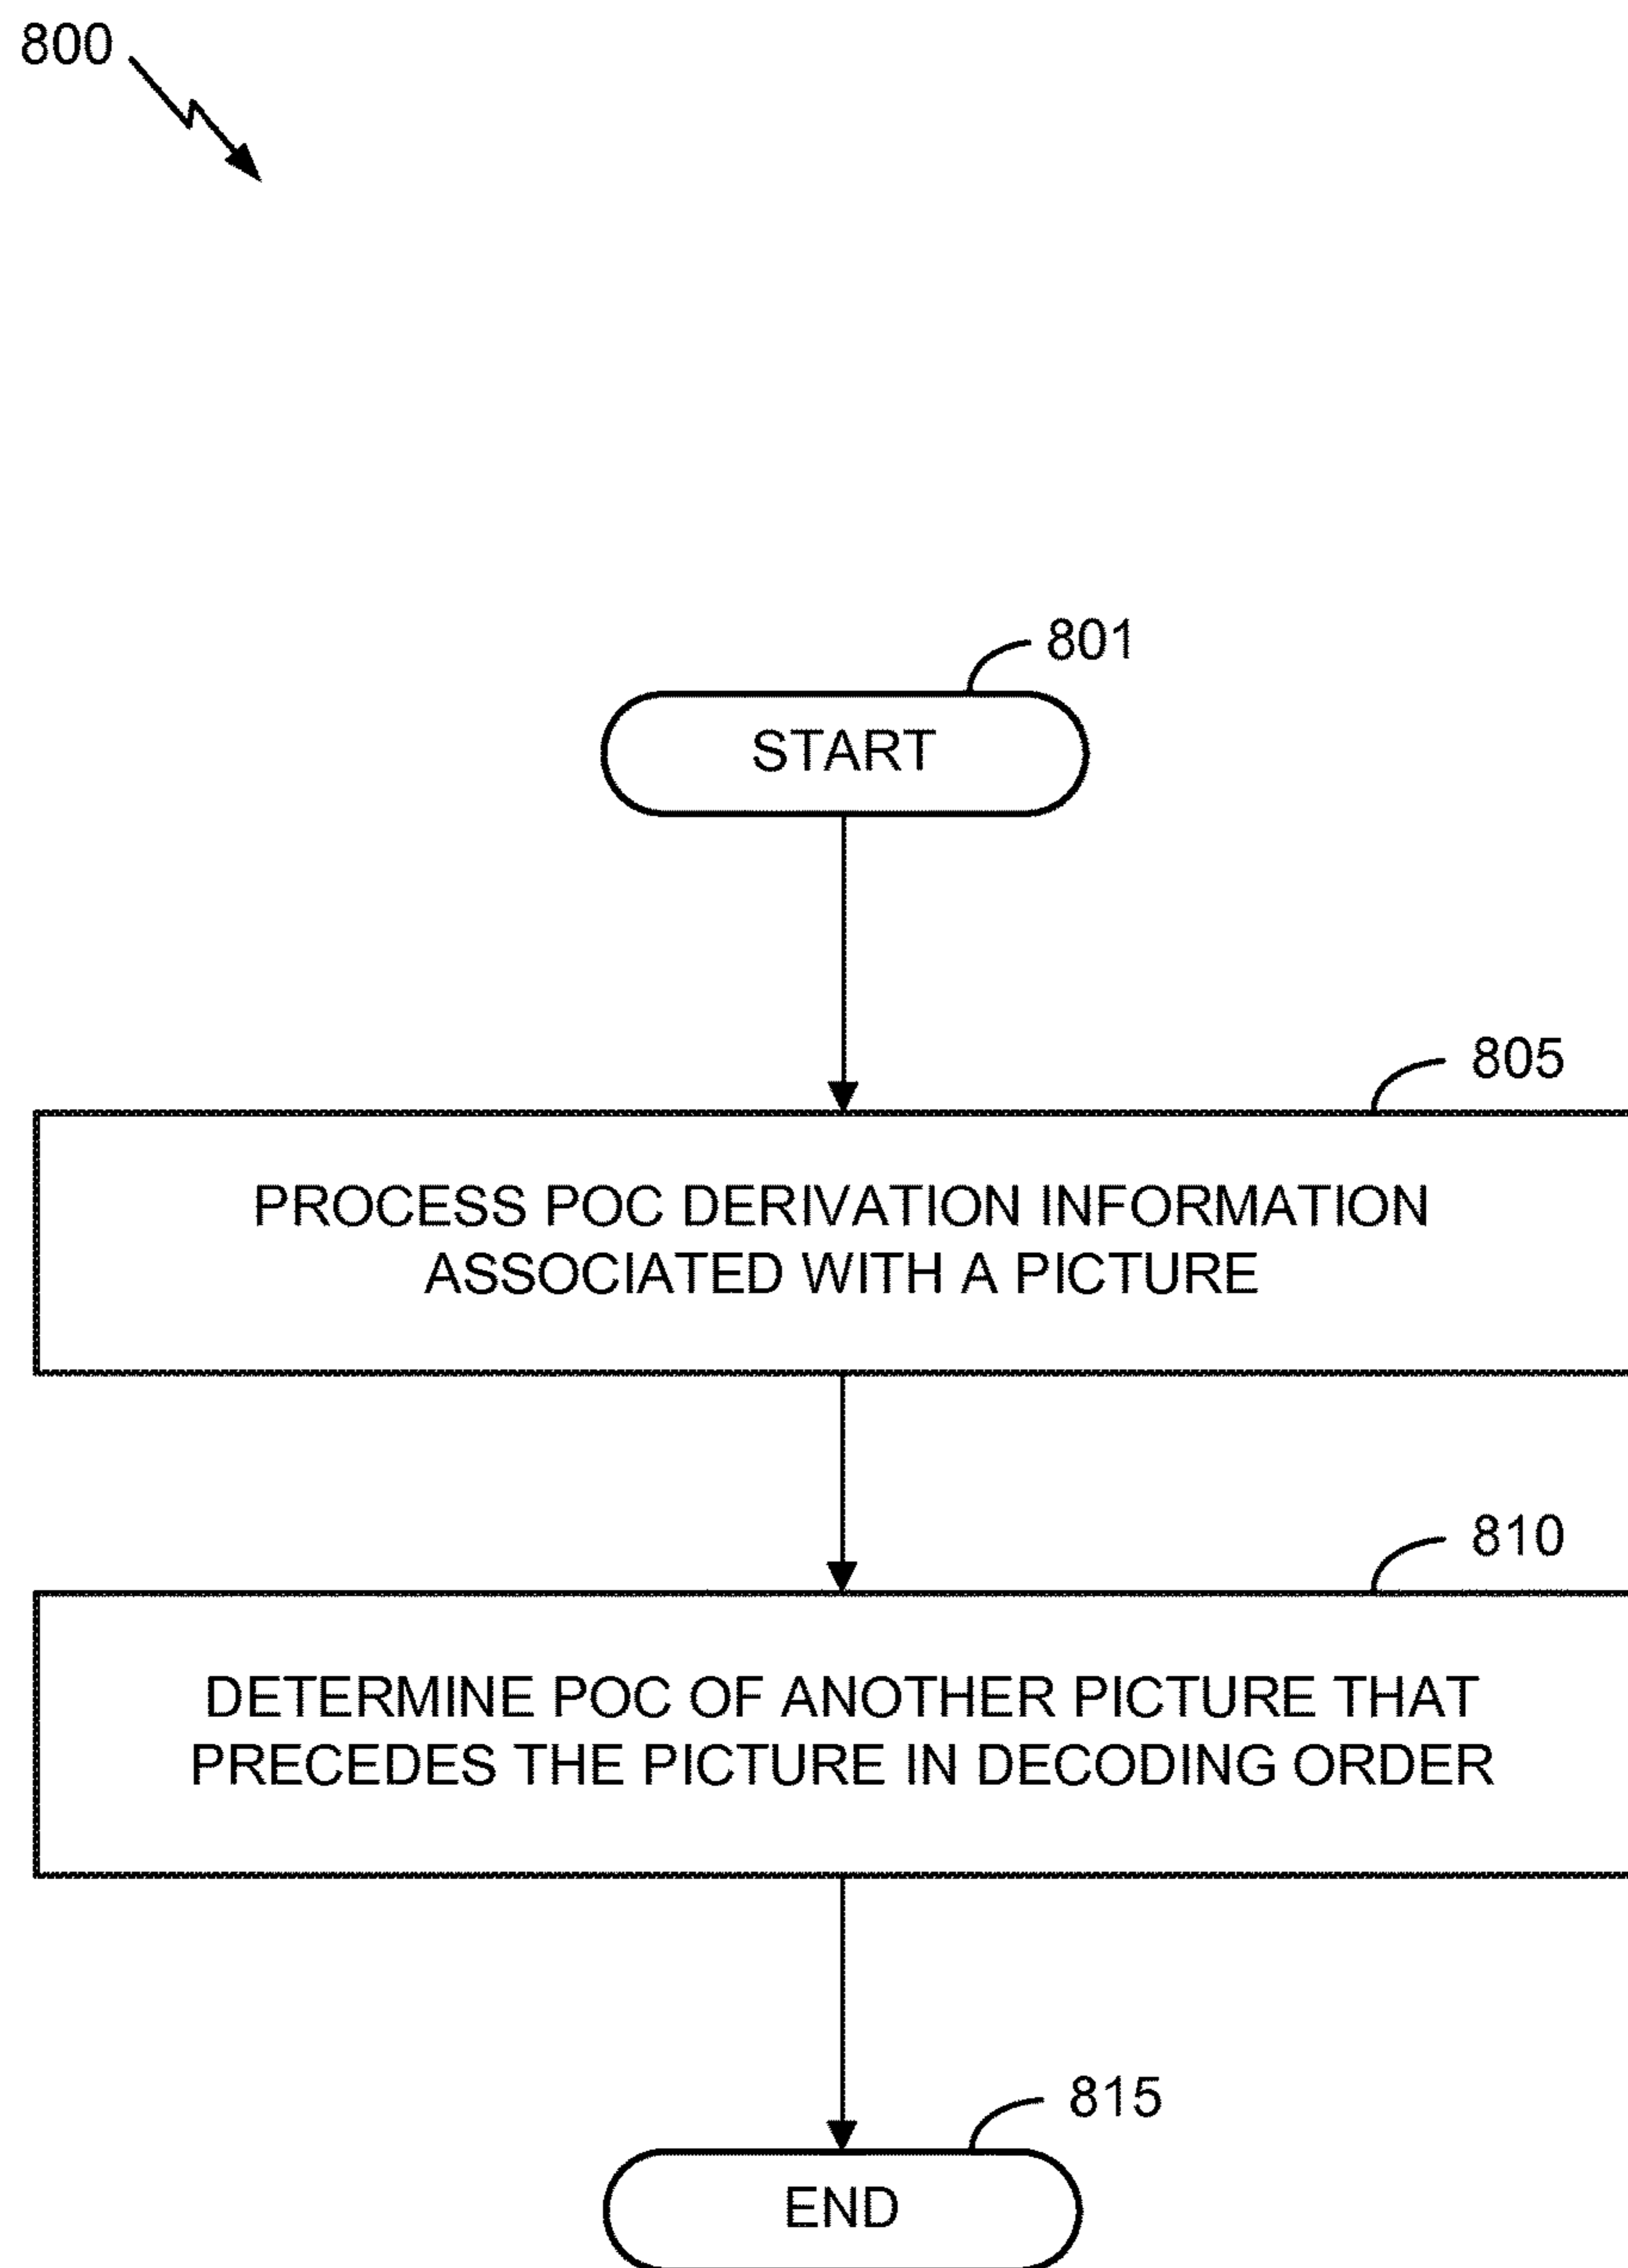 800
801
START
805
PROCESS POC DERIVATION INFORMATION
ASSOCIATED WITH A PICTURE
810
DETERMINE POC OF ANOTHER PICTURE THAT
PRECEDES THE PICTURE IN DECODING ORDER
815
END